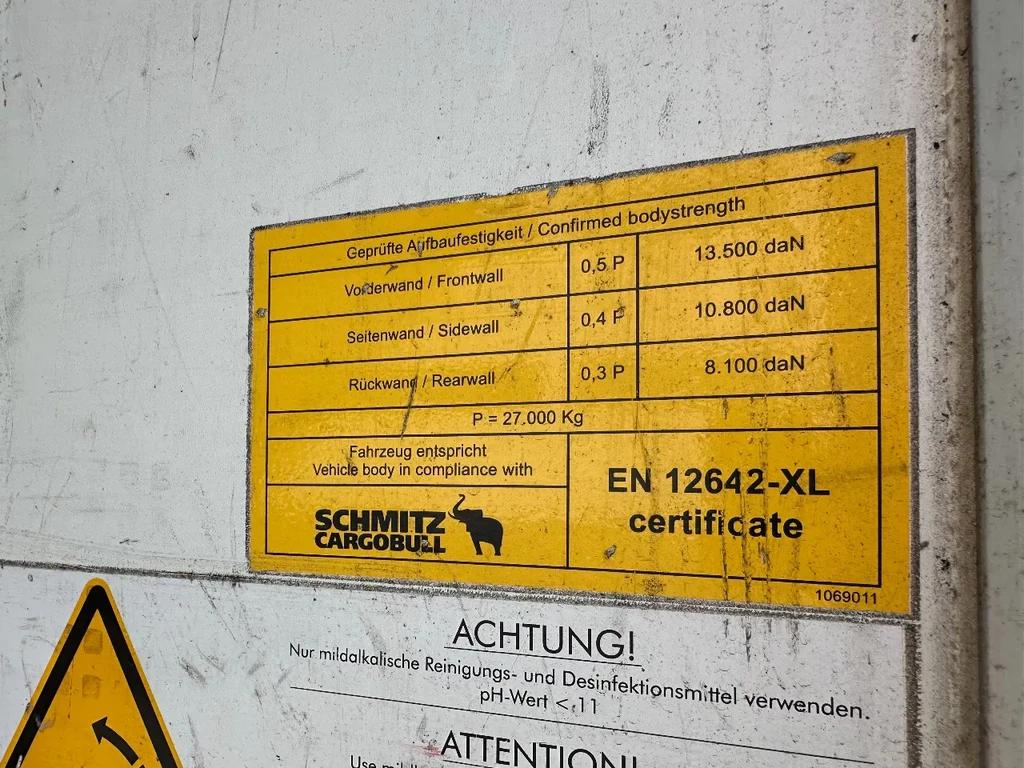 Geprüfte Aufbaufestigkeit / Confirmed bodystrength
Vorderwand / Frontwall 0,5 P 13.500 daN
Seitenwand / Sidewall 0,4 P 10.800 daN
Rückwand / Rearwall 0,3 P 8.100 daN
P = 27.000 Kg
Fahrzeug entspricht
Vehicle body in compliance with
EN 12642-XL
certificate
SCHMITZ
CARGOBULL
1069011
ACHTUNG!
Nur mildalkalische Reinigungs- und Desinfektionsmittel verwenden.
pH-Wert < 11
ATTENTION!
Use